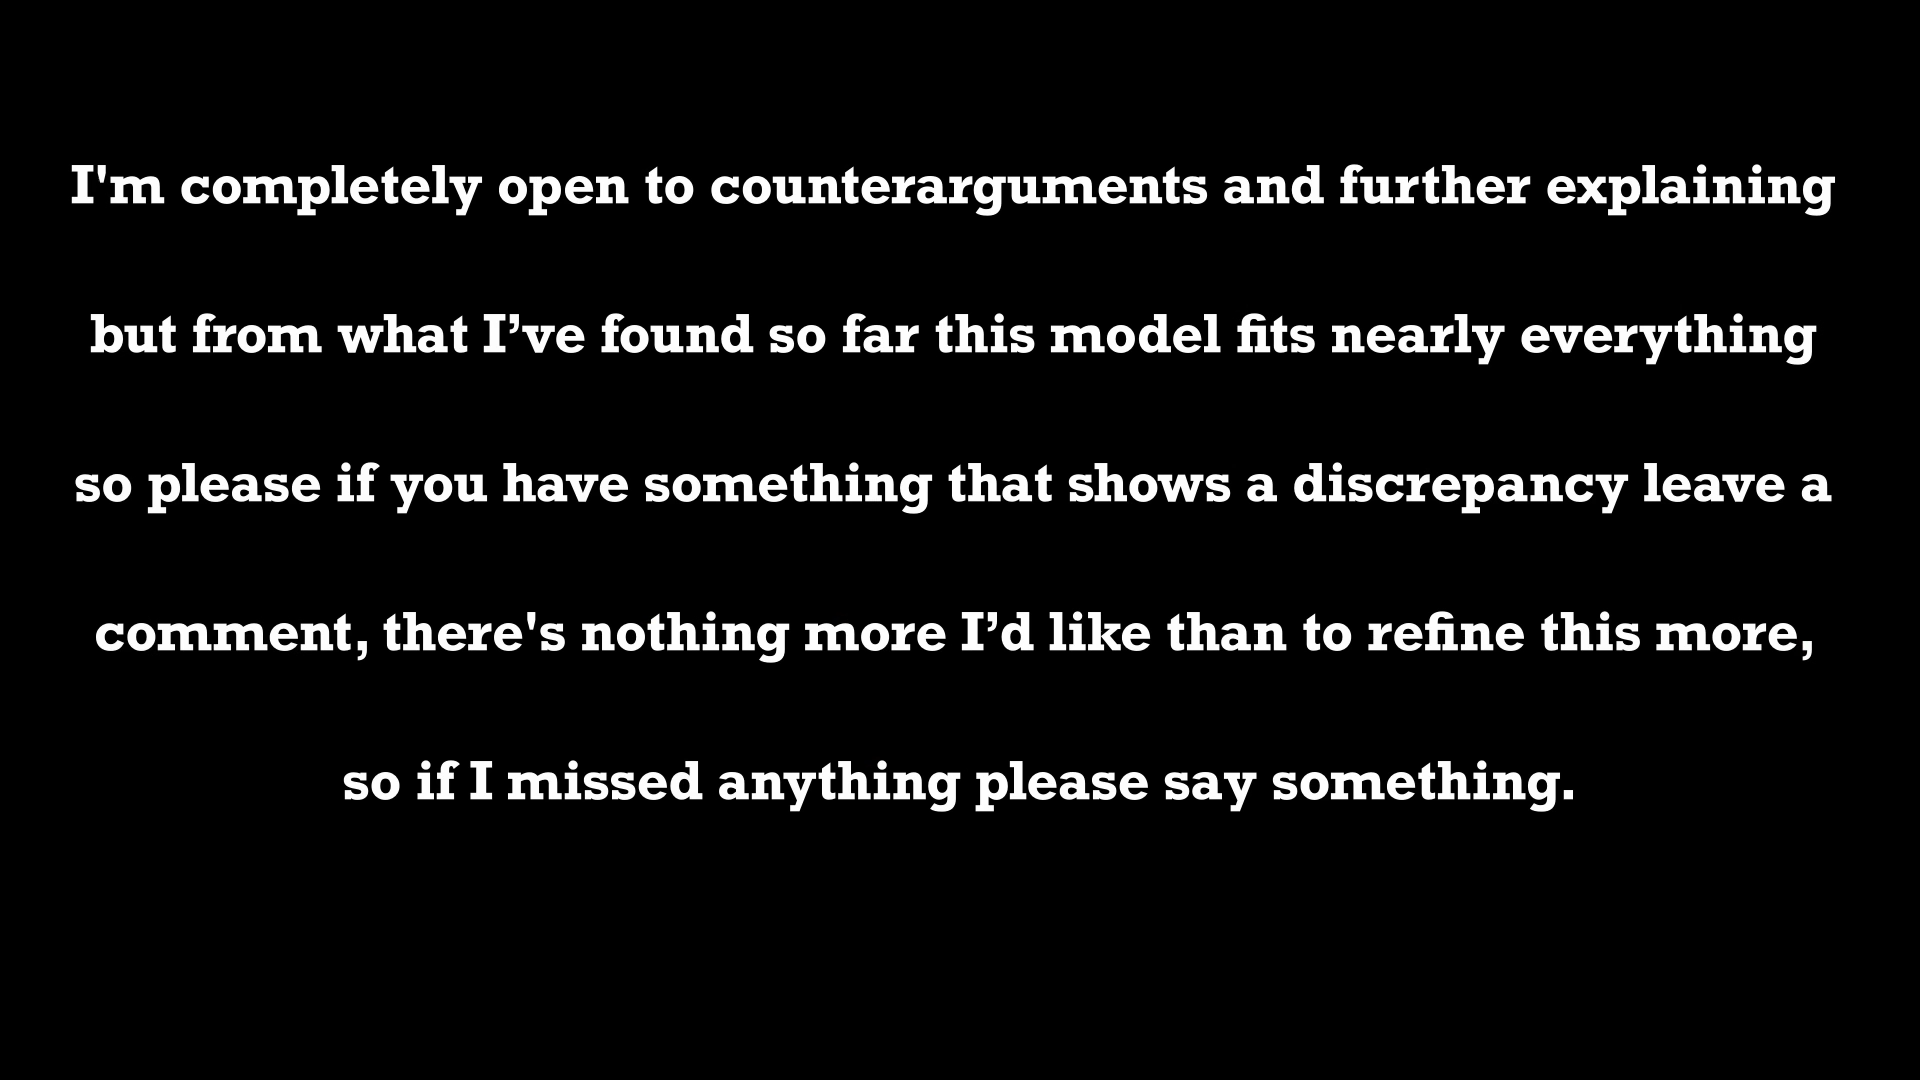 I'm completely open to counterarguments and further explaining
but from what I’ve found so far this model fits nearly everything
so please if you have something that shows a discrepancy leave a
comment, there's nothing more I’d like than to refine this more,
so if I missed anything please say something.